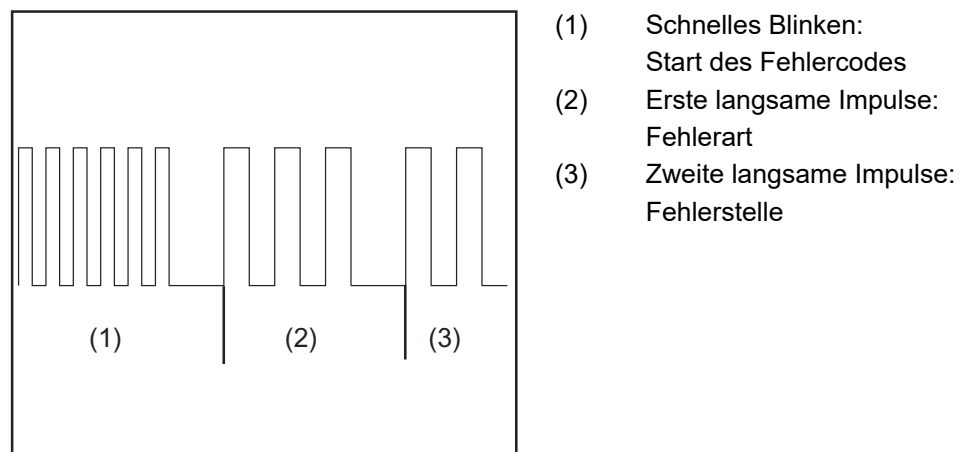 (1) Schnelles Blinken:
Start des Fehlercodes
(2) Erste langsame Impulse:
Fehlerart
(3) Zweite langsame Impulse:
Fehlerstelle
(1) (2) (3)